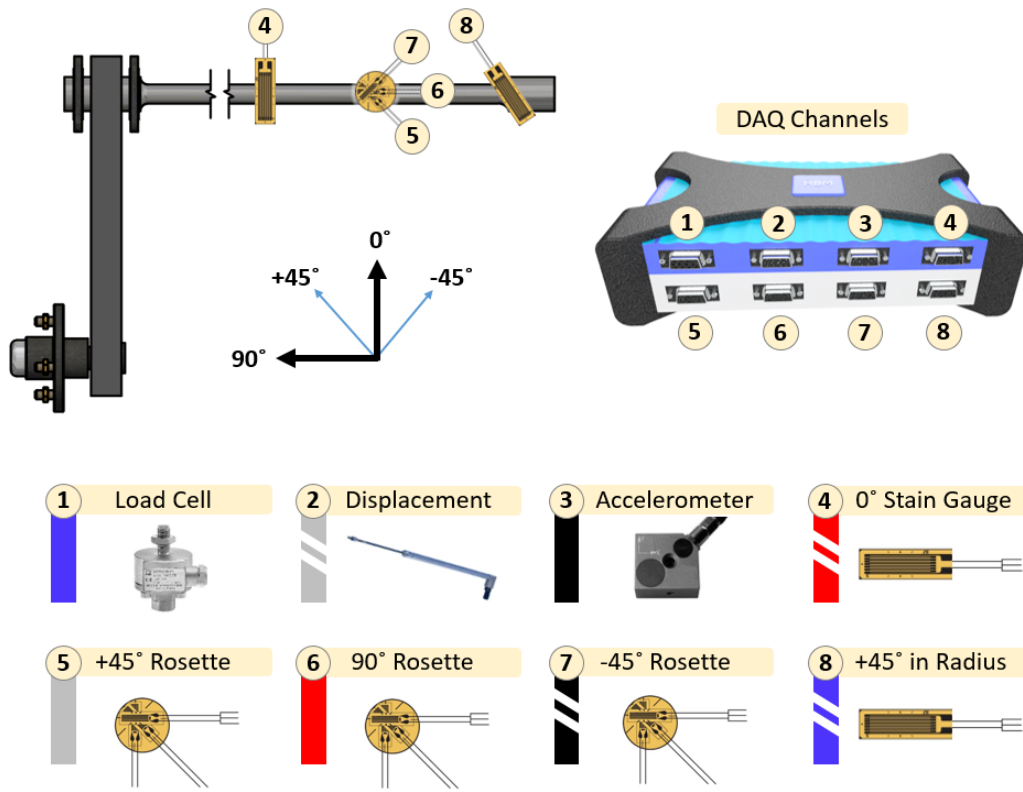 4
8
7
6
5
DAQ Channels
HBM
0˚
+45˚
-45˚
90˚
1
2
3
4
5
6
7
8
1 Load Cell
2 Displacement
3 Accelerometer
4 0˚ Stain Gauge
5 +45˚ Rosette
6 90˚ Rosette
7 -45˚ Rosette
8 +45˚ in Radius